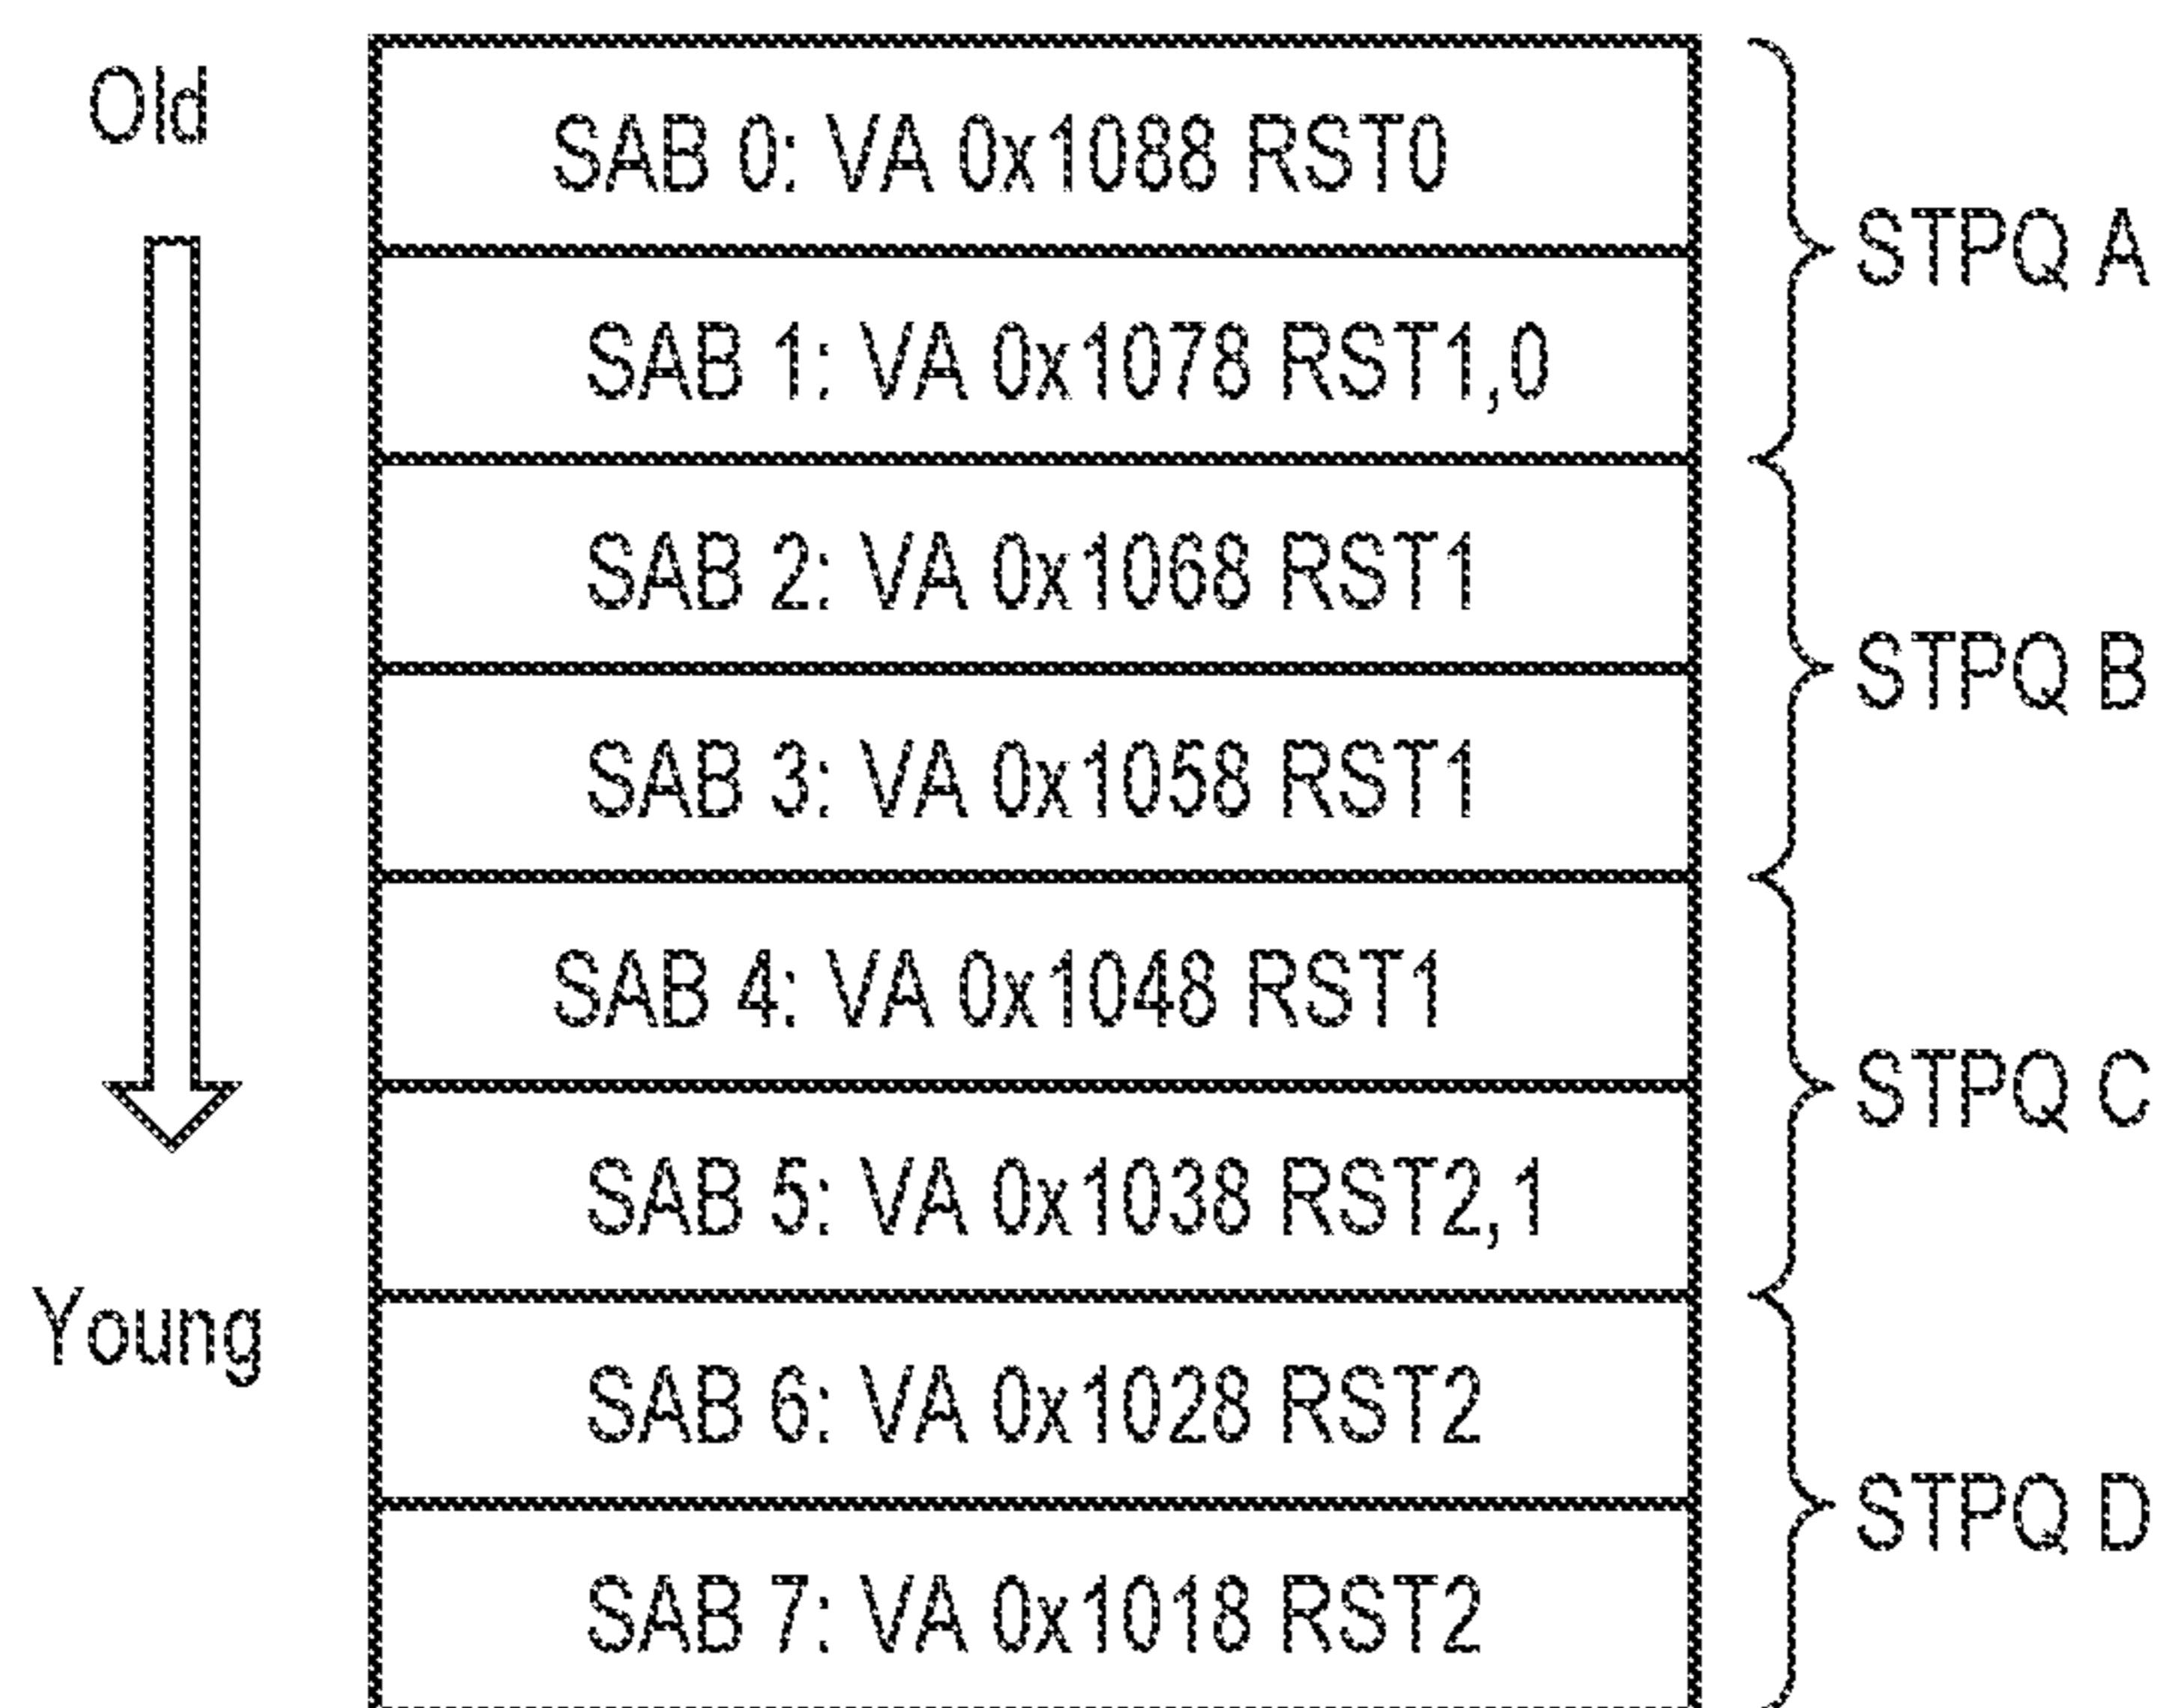 Old
SAB 0: VA 0x1088 RST0
SAB 1: VA 0x1078 RST1,0
STPQ A
SAB 2: VA 0x1068 RST1
SAB 3: VA 0x1058 RST1
STPQ B
SAB 4: VA 0x1048 RST1
SAB 5: VA 0x1038 RST2,1
STPQ C
Young
SAB 6: VA 0x1028 RST2
SAB 7: VA 0x1018 RST2
STPQ D